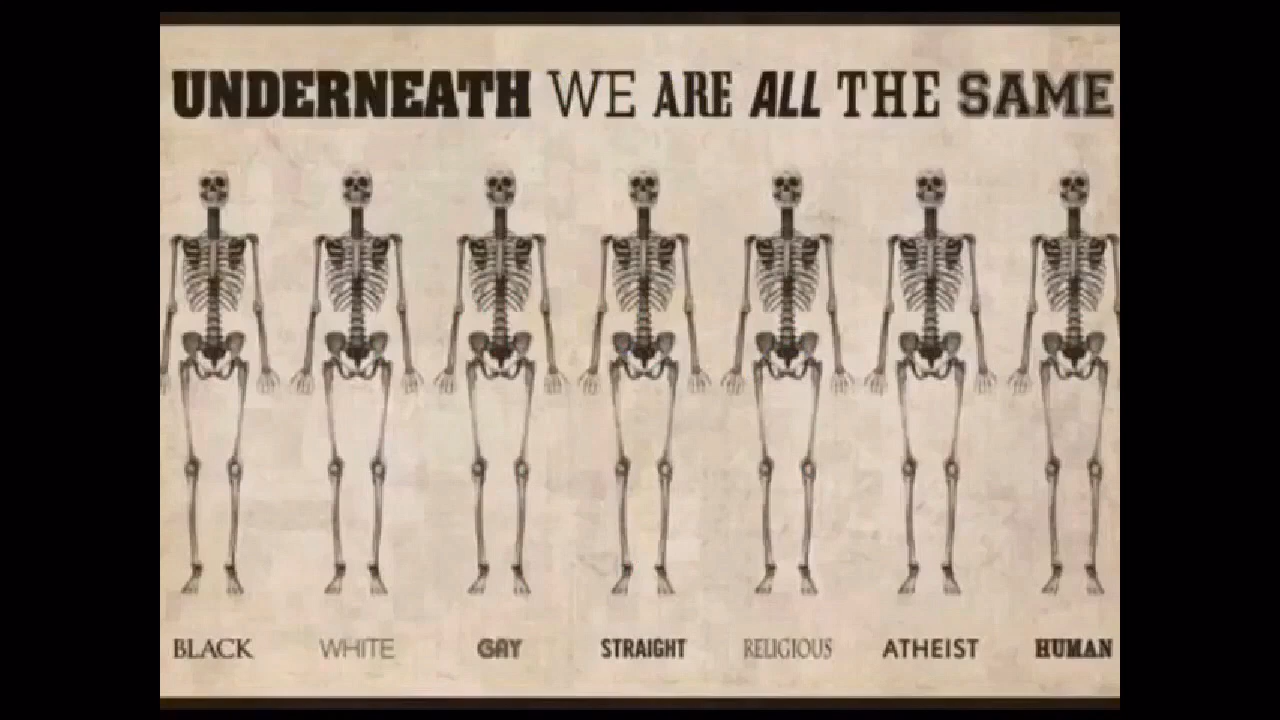 UNDERNEATH WE ARE ALL THE SAME
BLACK WHITE GAY STRAIGHT RELIGIOUS ATHEIST HUMAN